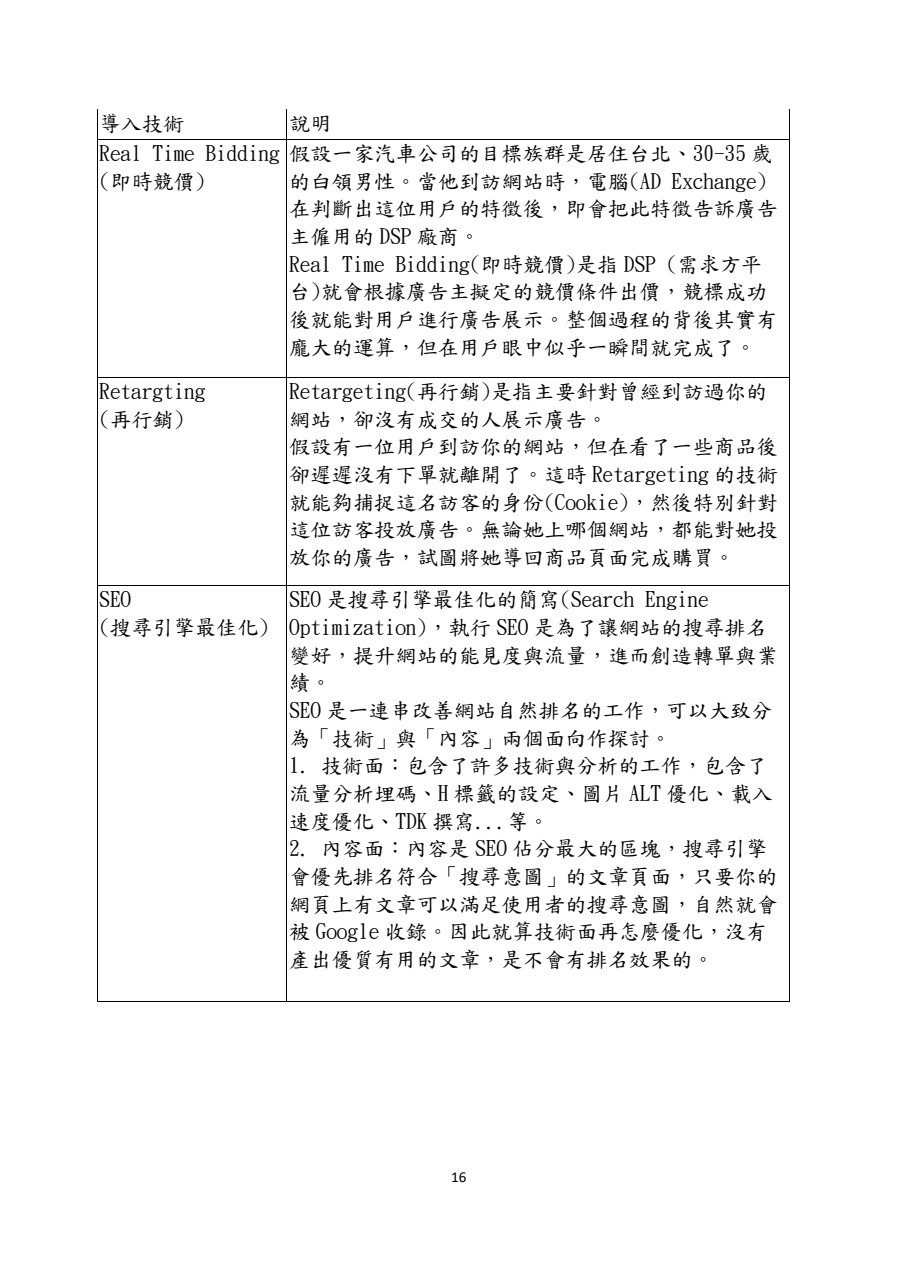 導入技術
說明
Real Time Bidding
(即時競價)
假設一家汽車公司的目標族群是居住台北、30-35 歲
的白領男性。當他到訪網站時，電腦(AD Exchange)
在判斷出這位用戶的特徵後，即會把此特徵告訴廣告
主僱用的 DSP 廠商。
Real Time Bidding(即時競價)是指 DSP (需求方平
台)就會根據廣告主擬定的競價條件出價，競標成功
後就能對用戶進行廣告展示。整個過程的背後其實有
龐大的運算，但在用戶眼中似乎一瞬間就完成了。
Retargting
(再行銷)
Retargeting(再行銷)是指主要針對曾經到訪過你的
網站，卻沒有成交的人展示廣告。
假設有一位用戶到訪你的網站，但在看了一些商品後
卻遲遲沒有下單就離開了。這時 Retargeting 的技術
就能夠捕捉這名訪客的身份(Cookie)，然後特別針對
這位訪客投放廣告。無論她上哪個網站，都能對她投
放你的廣告，試圖將她導回商品頁面完成購買。
SEO
(搜尋引擎最佳化)
SEO 是搜尋引擎最佳化的簡寫(Search Engine
Optimization)，執行 SEO 是為了讓網站的搜尋排名
變好，提升網站的能見度與流量，進而創造轉單與業
績。
SEO 是一連串改善網站自然排名的工作，可以大致分
為「技術」與「內容」兩個面向作探討。
1. 技術面：包含了許多技術與分析的工作，包含了
流量分析埋碼、H 標籤的設定、圖片 ALT 優化、載入
速度優化、TDK 撰寫...等。
2. 內容面：內容是 SEO 佔分最大的區塊，搜尋引擎
會優先排名符合「搜尋意圖」的文章頁面，只要你的
網頁上有文章可以滿足使用者的搜尋意圖，自然就會
被 Google 收錄。因此就算技術面再怎麼優化，沒有
產出優質有用的文章，是不會有排名效果的。
16